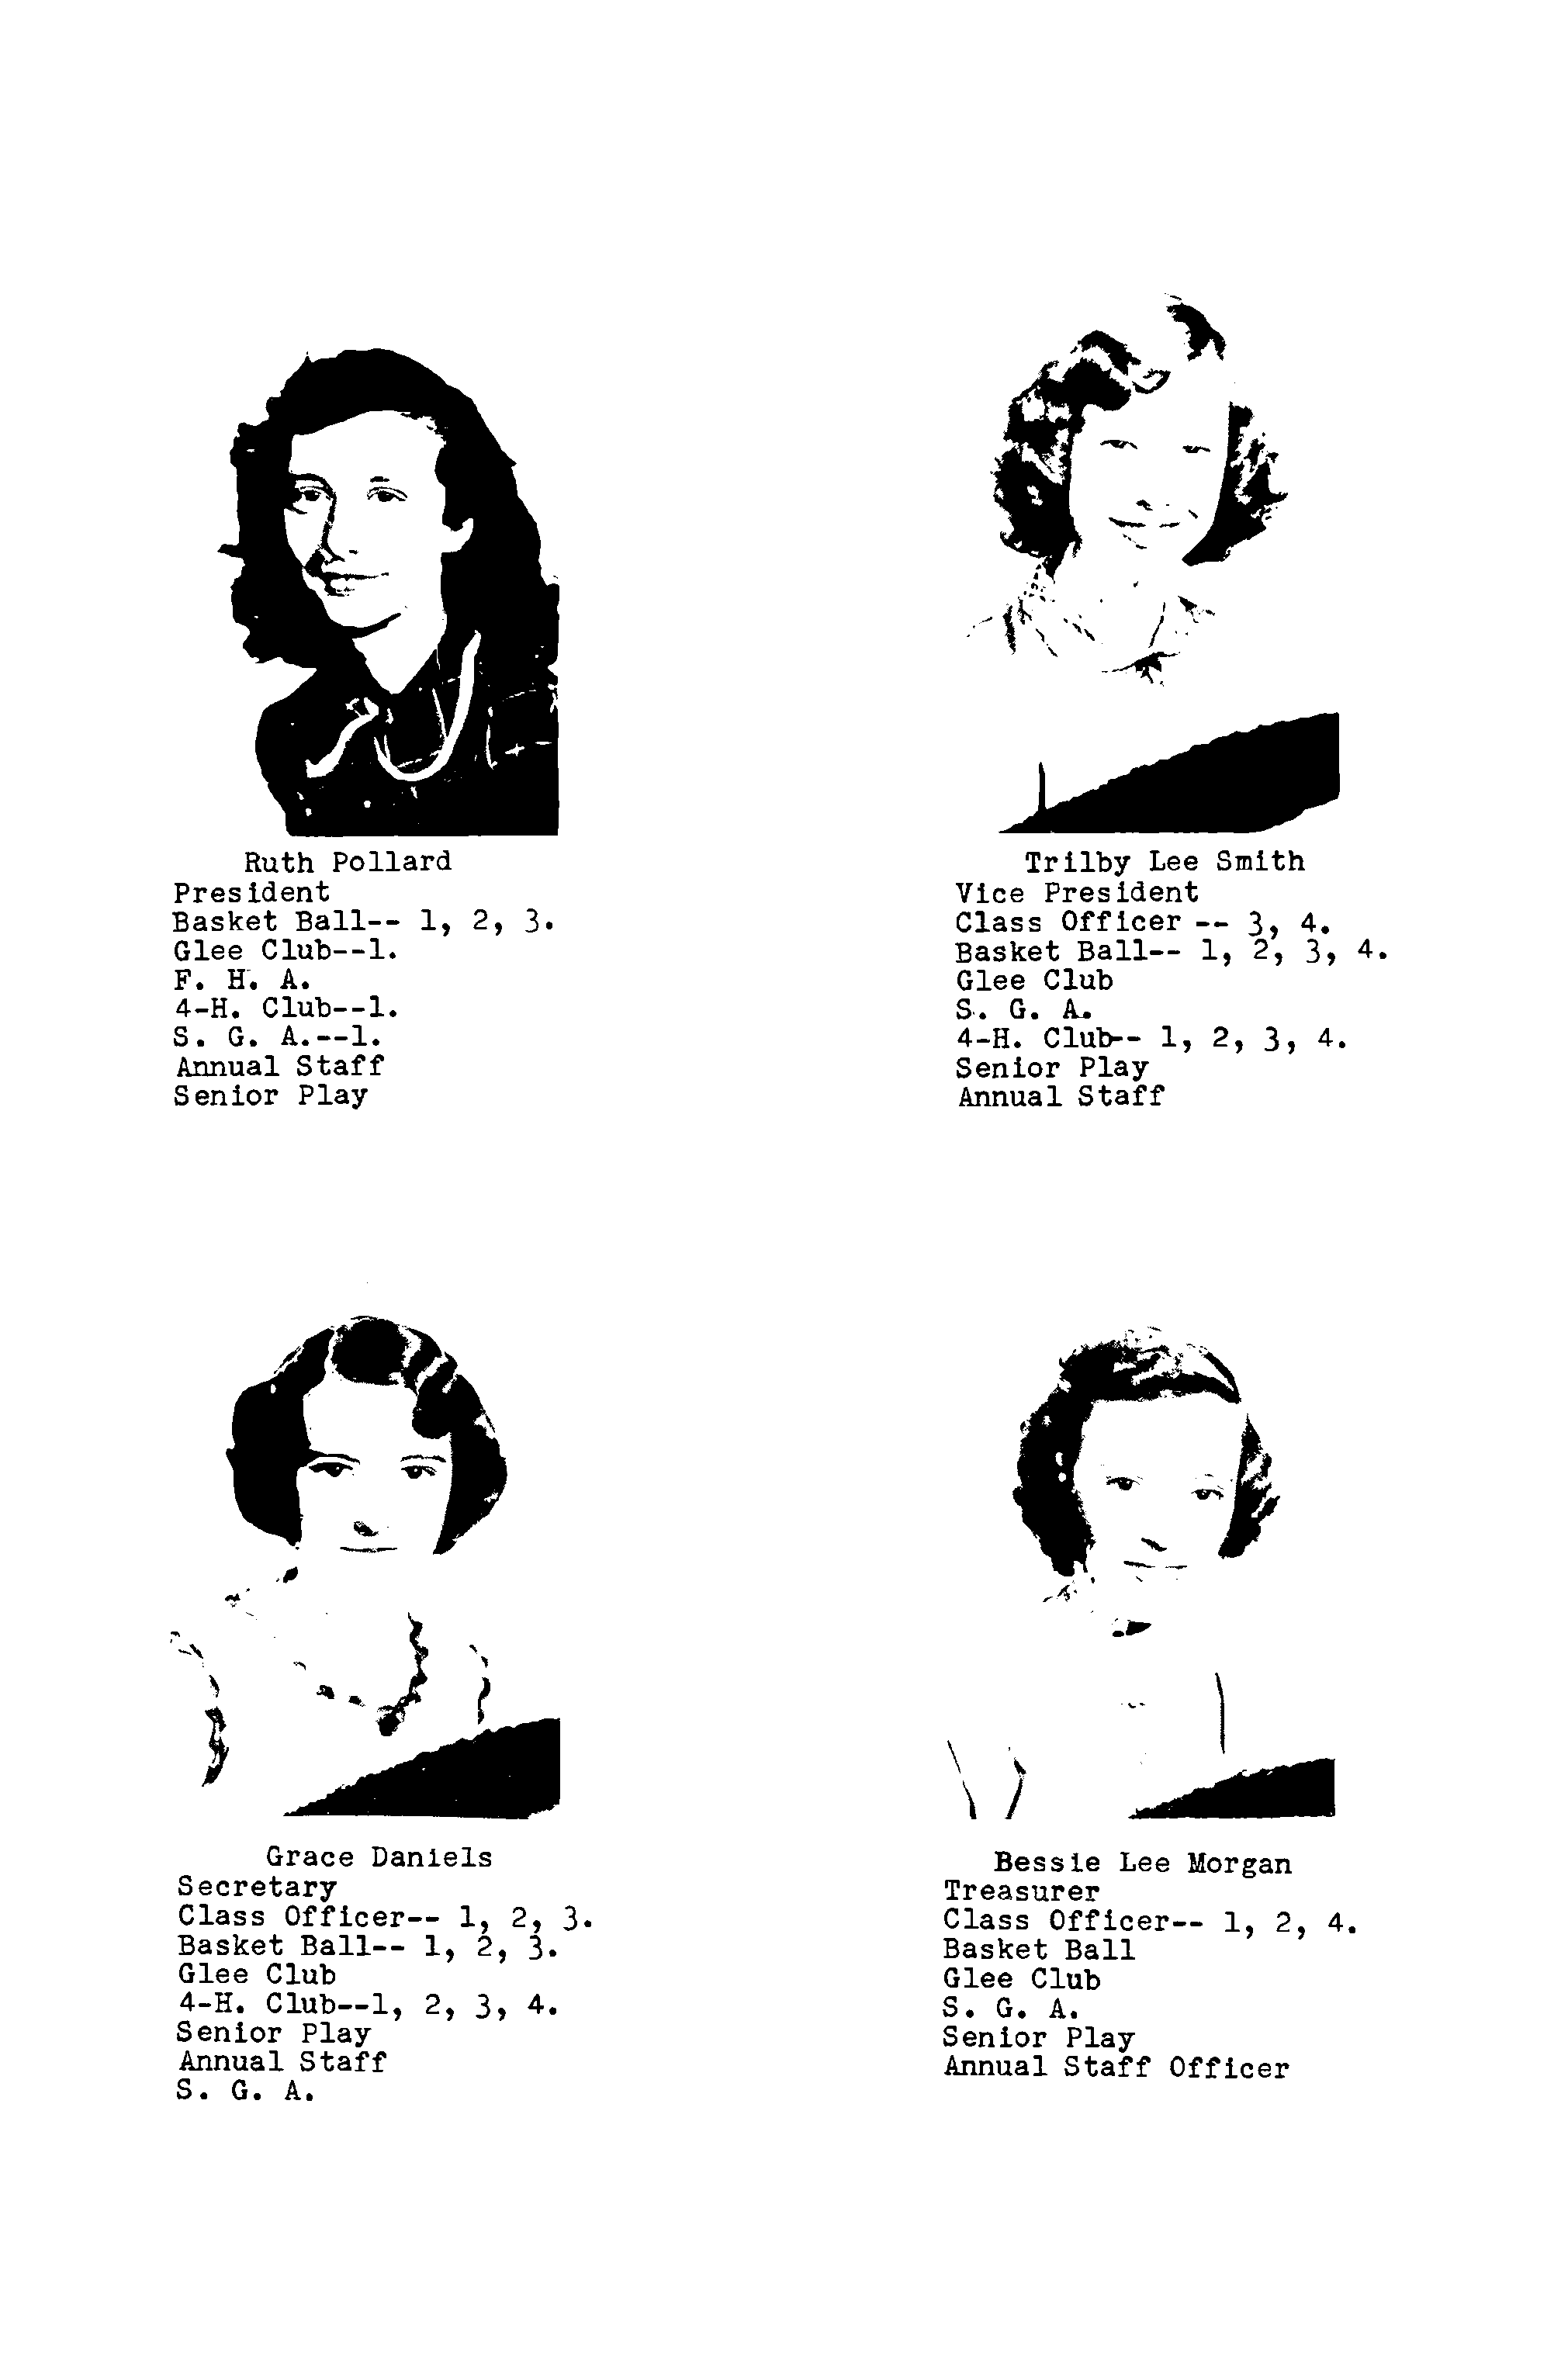 Ruth Pollard
President
Basket Ball-- 1, 2, 3.
Glee Club--1.
F. H. A.
4-H. Club--1.
S. G. A.--1.
Annual Staff
Senior Play
Trilby Lee Smith
Vice President
Class Officer -- 3, 4.
Basket Ball-- 1, 2, 3, 4.
Glee Club
S. G. A.
4-H. Club-- 1, 2, 3, 4.
Senior Play
Annual Staff
Grace Daniels
Secretary
Class Officer-- 1, 2, 3.
Basket Ball-- 1, 2, 3.
Glee Club
4-H. Club--1, 2, 3, 4.
Senior Play
Annual Staff
S. G. A.
Bessie Lee Morgan
Treasurer
Class Officer-- 1, 2, 4.
Basket Ball
Glee Club
S. G. A.
Senior Play
Annual Staff Officer